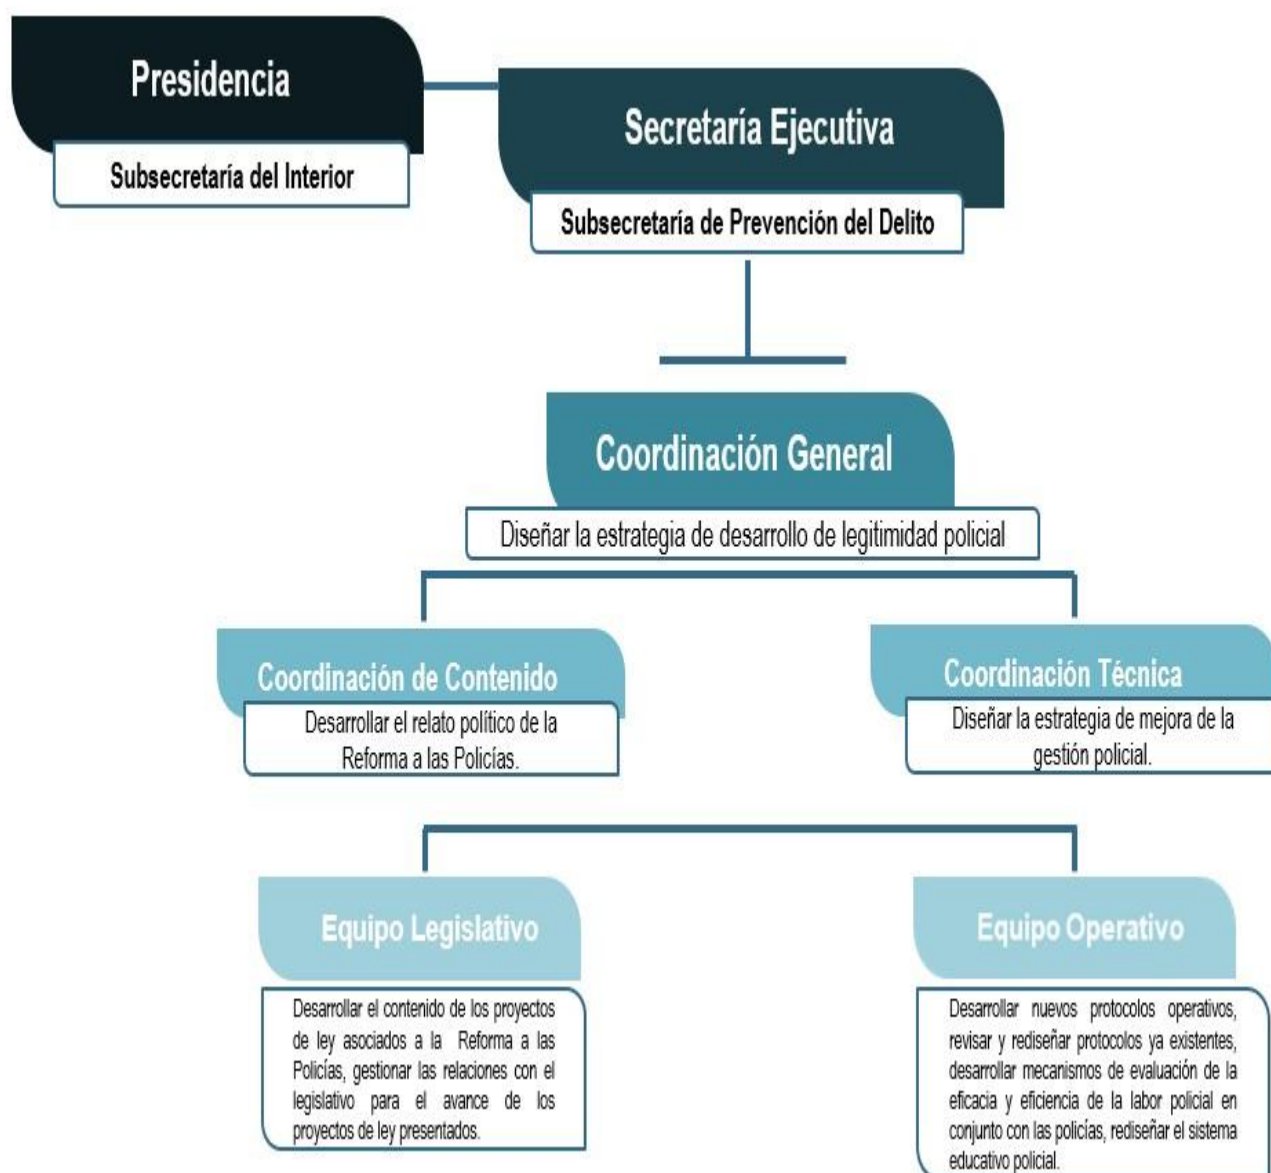 Presidencia
Subsecretaría del Interior
Secretaría Ejecutiva
Subsecretaría de Prevención del Delito
Coordinación General
Diseñar la estrategia de desarrollo de legitimidad policial
Coordinación de Contenido
Desarrollar el relato político de la
Reforma a las Policías.
Coordinación Técnica
Diseñar la estrategia de mejora de la
gestión policial.
Equipo Legislativo
Desarrollar el contenido de los proyectos
de ley asociados a la Reforma a las
Policías, gestionar las relaciones con el
legislativo para el avance de los
proyectos de ley presentados.
Equipo Operativo
Desarrollar nuevos protocolos operativos,
revisar y rediseñar protocolos ya existentes,
desarrollar mecanismos de evaluación de la
eficacia y eficiencia de la labor policial en
conjunto con las policías, rediseñar el sistema
educativo policial.